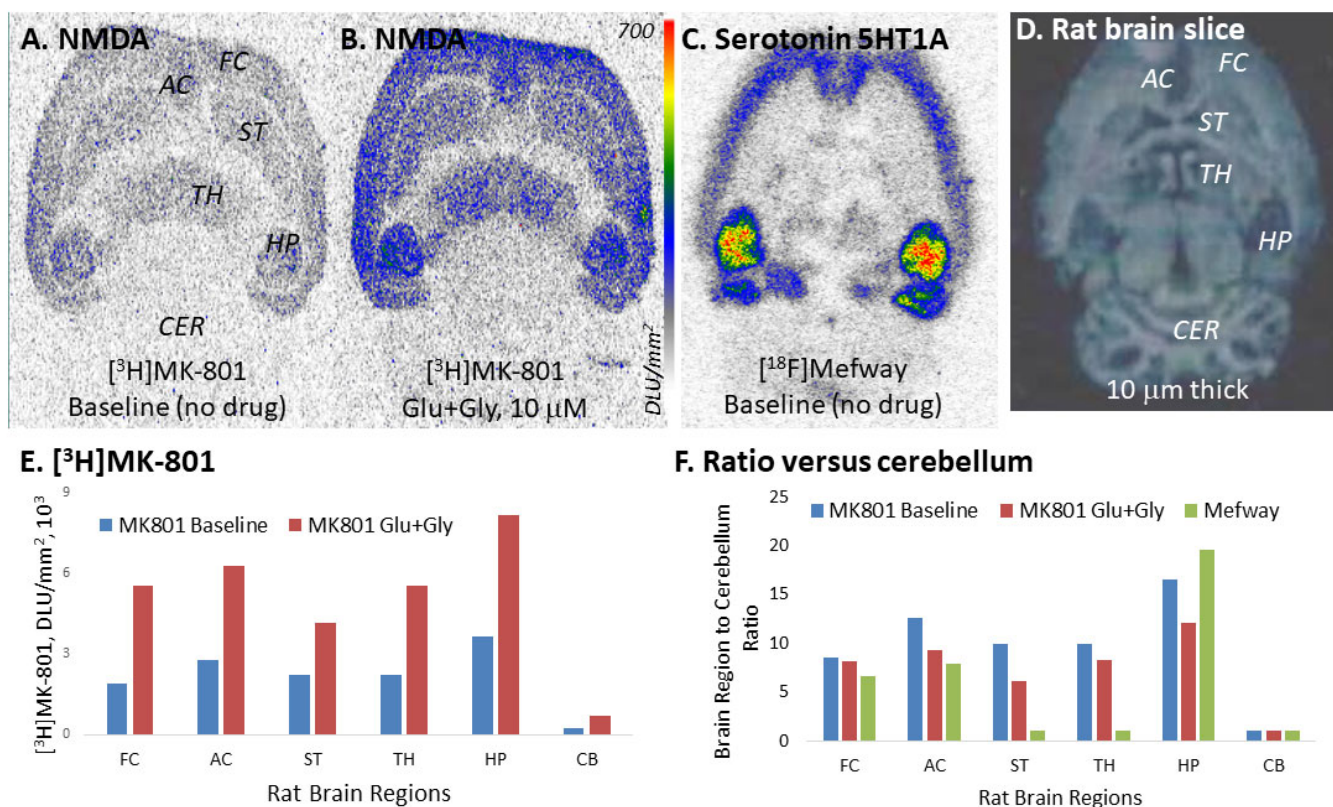 A. NMDA
FC
AC
ST
TH
HP
CER
[³H]MK-801
Baseline (no drug)
B. NMDA
[³H]MK-801
Glu+Gly, 10 μM
700
DLU/mm²
C. Serotonin 5HT1A
[¹⁸F]Mefway
Baseline (no drug)
D. Rat brain slice
AC
FC
ST
TH
HP
CER
10 μm thick
E. [³H]MK-801
[³H]MK-801, DLU/mm², 10³
9
6
3
0
MK801 Baseline
MK801 Glu+Gly
FC AC ST TH HP CB
Rat Brain Regions
F. Ratio versus cerebellum
Brain Region to Cerebellum
Ratio
25
20
15
10
5
0
MK801 Baseline
MK801 Glu+Gly
Mefway
FC AC ST TH HP CB
Rat Brain Regions